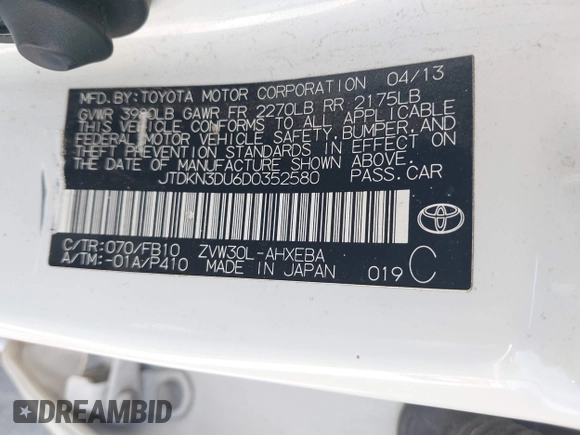 MFD. BY: TOYOTA MOTOR CORPORATION 04/13
GVWR 3980LB GAWR FR 2270LB RR 2175LB
THIS VEHICLE CONFORMS TO ALL APPLICABLE
FEDERAL MOTOR VEHICLE SAFETY, BUMPER, AND
THEFT PREVENTION STANDARDS IN EFFECT ON
THE DATE OF MANUFACTURE SHOWN ABOVE.
JTDKN3DU6D0352580 PASS. CAR
C/TR: 070/FB10 ZVW30L-AHXEBA
A/TM: -01A/P410 MADE IN JAPAN 019 C
DREAMBID